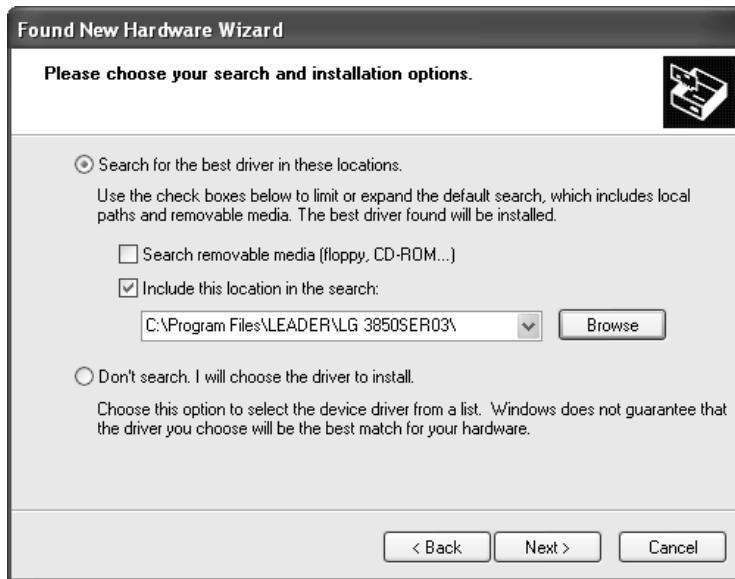 Found New Hardware Wizard
Please choose your search and installation options.
Search for the best driver in these locations.
Use the check boxes below to limit or expand the default search, which includes local
paths and removable media. The best driver found will be installed.
Search removable media (floppy, CD-ROM...)
Include this location in the search:
C:\Program Files\LEADER\LG 3850SER03\
Browse
Don't search. I will choose the driver to install.
Choose this option to select the device driver from a list. Windows does not guarantee that
the driver you choose will be the best match for your hardware.
< Back Next > Cancel